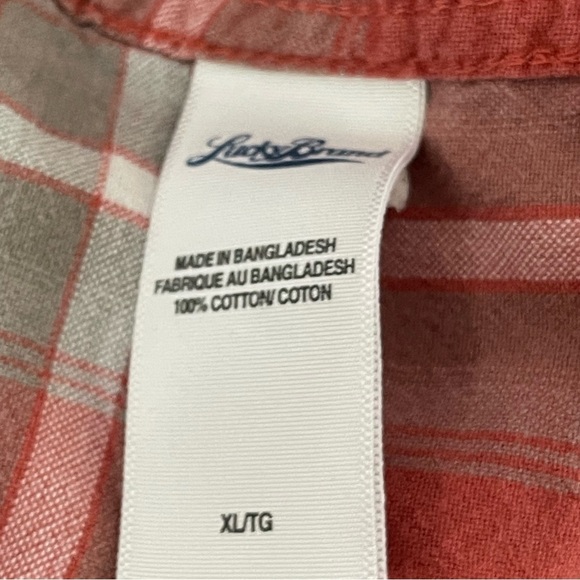 Lucky Brand
MADE IN BANGLADESH
FABRIQUE AU BANGLADESH
100% COTTON/COTON
XL/TG